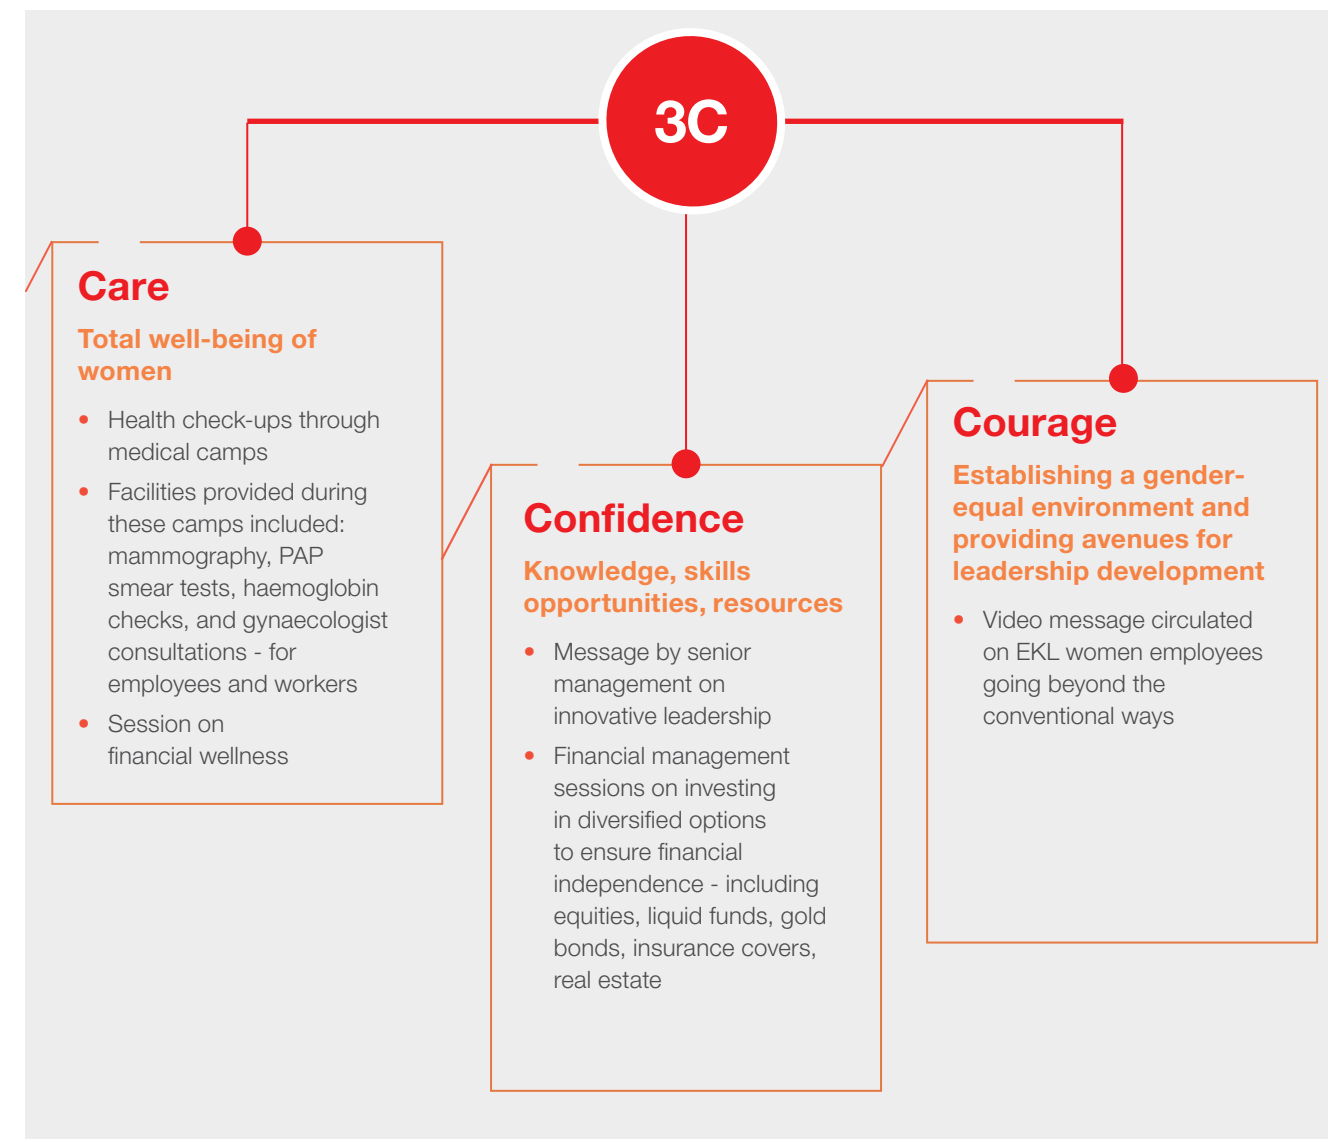 3C
Care
Total well-being of
women
• Health check-ups through
medical camps
• Facilities provided during
these camps included:
mammography, PAP
smear tests, haemoglobin
checks, and gynaecologist
consultations - for
employees and workers
• Session on
financial wellness
Confidence
Knowledge, skills
opportunities, resources
• Message by senior
management on
innovative leadership
• Financial management
sessions on investing
in diversified options
to ensure financial
independence - including
equities, liquid funds, gold
bonds, insurance covers,
real estate
Courage
Establishing a gender-
equal environment and
providing avenues for
leadership development
• Video message circulated
on EKL women employees
going beyond the
conventional ways